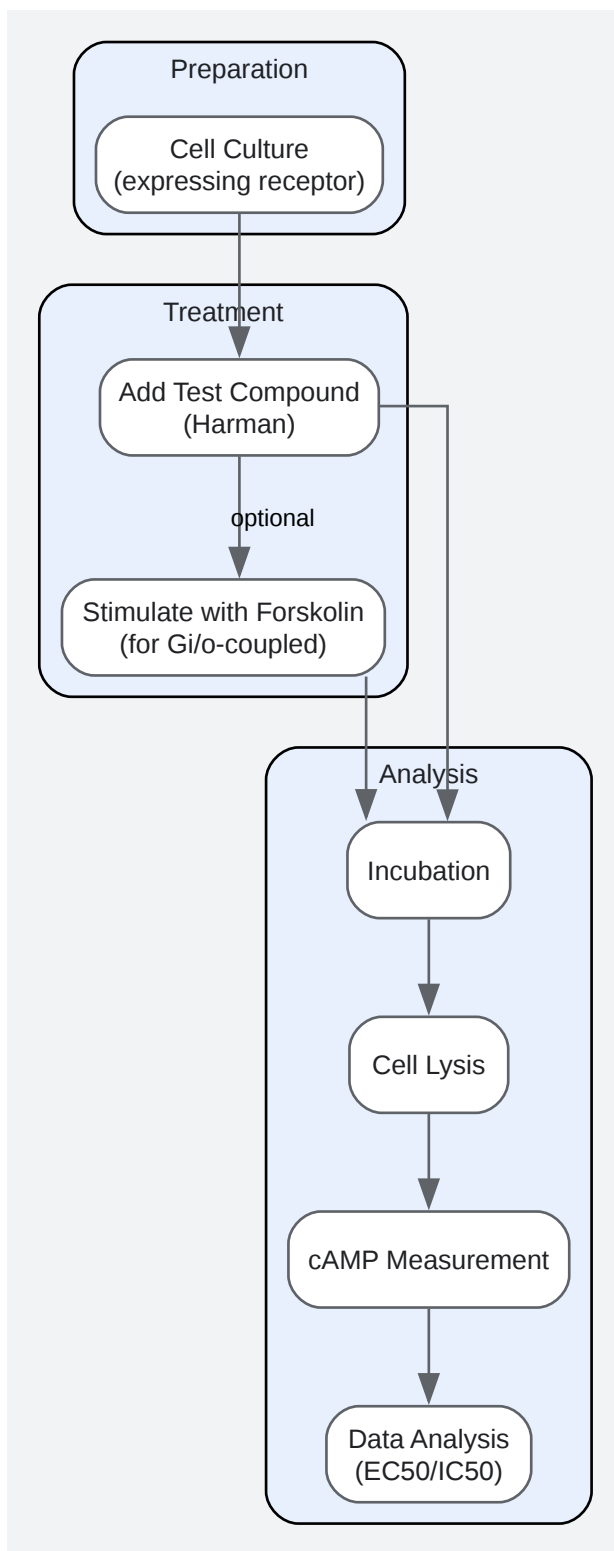 Preparation
Cell Culture
(expressing receptor)
Treatment
Add Test Compound
(Harman)
optional
Stimulate with Forskolin
(for Gi/o-coupled)
Analysis
Incubation
Cell Lysis
cAMP Measurement
Data Analysis
(EC50/IC50)